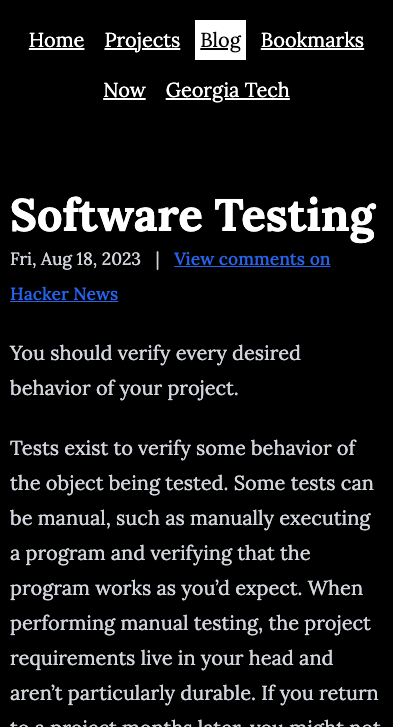 Home Projects Blog Bookmarks
Now Georgia Tech
Software Testing
Fri, Aug 18, 2023 | View comments on
Hacker News
You should verify every desired
behavior of your project.
Tests exist to verify some behavior of
the object being tested. Some tests can
be manual, such as manually executing
a program and verifying that the
program works as you’d expect. When
performing manual testing, the project
requirements live in your head and
aren’t particularly durable. If you return
to a project months later, you might not